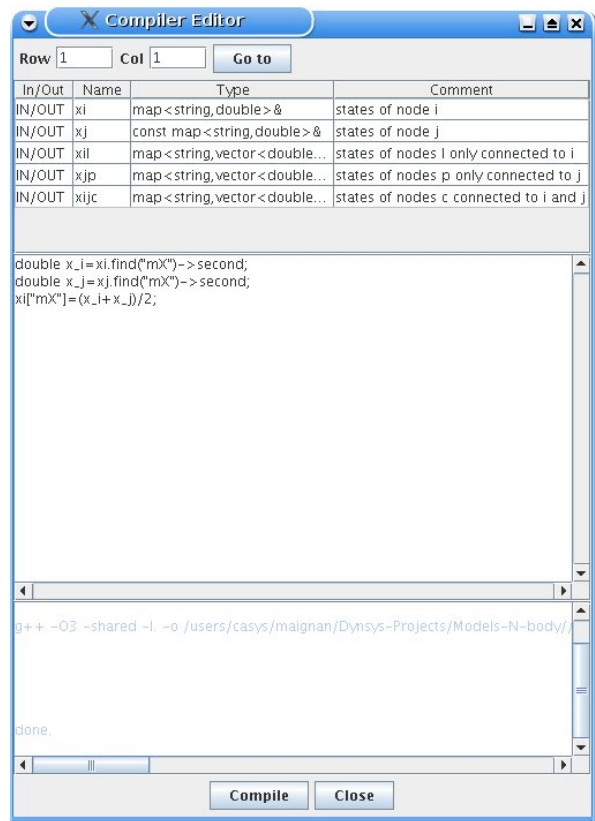 Compiler Editor
Row 1 Col 1 Go to
In/Out Name Type Comment
IN/OUT xi map<string,double>& states of node i
IN/OUT xj const map<string,double>& states of node j
IN/OUT xil map<string,vector<double... states of nodes l only connected to i
IN/OUT xjp map<string,vector<double... states of nodes p only connected to j
IN/OUT xijc map<string,vector<double... states of nodes c connected to i and j
double x_i=xi.find("mX")->second;
double x_j=xj.find("mX")->second;
xi["mX"]=(x_i+x_j)/2;
g++ -O3 -shared -I. -o /users/casys/maignan/Dynsys-Projects/Models-N-body//
done.
Compile Close